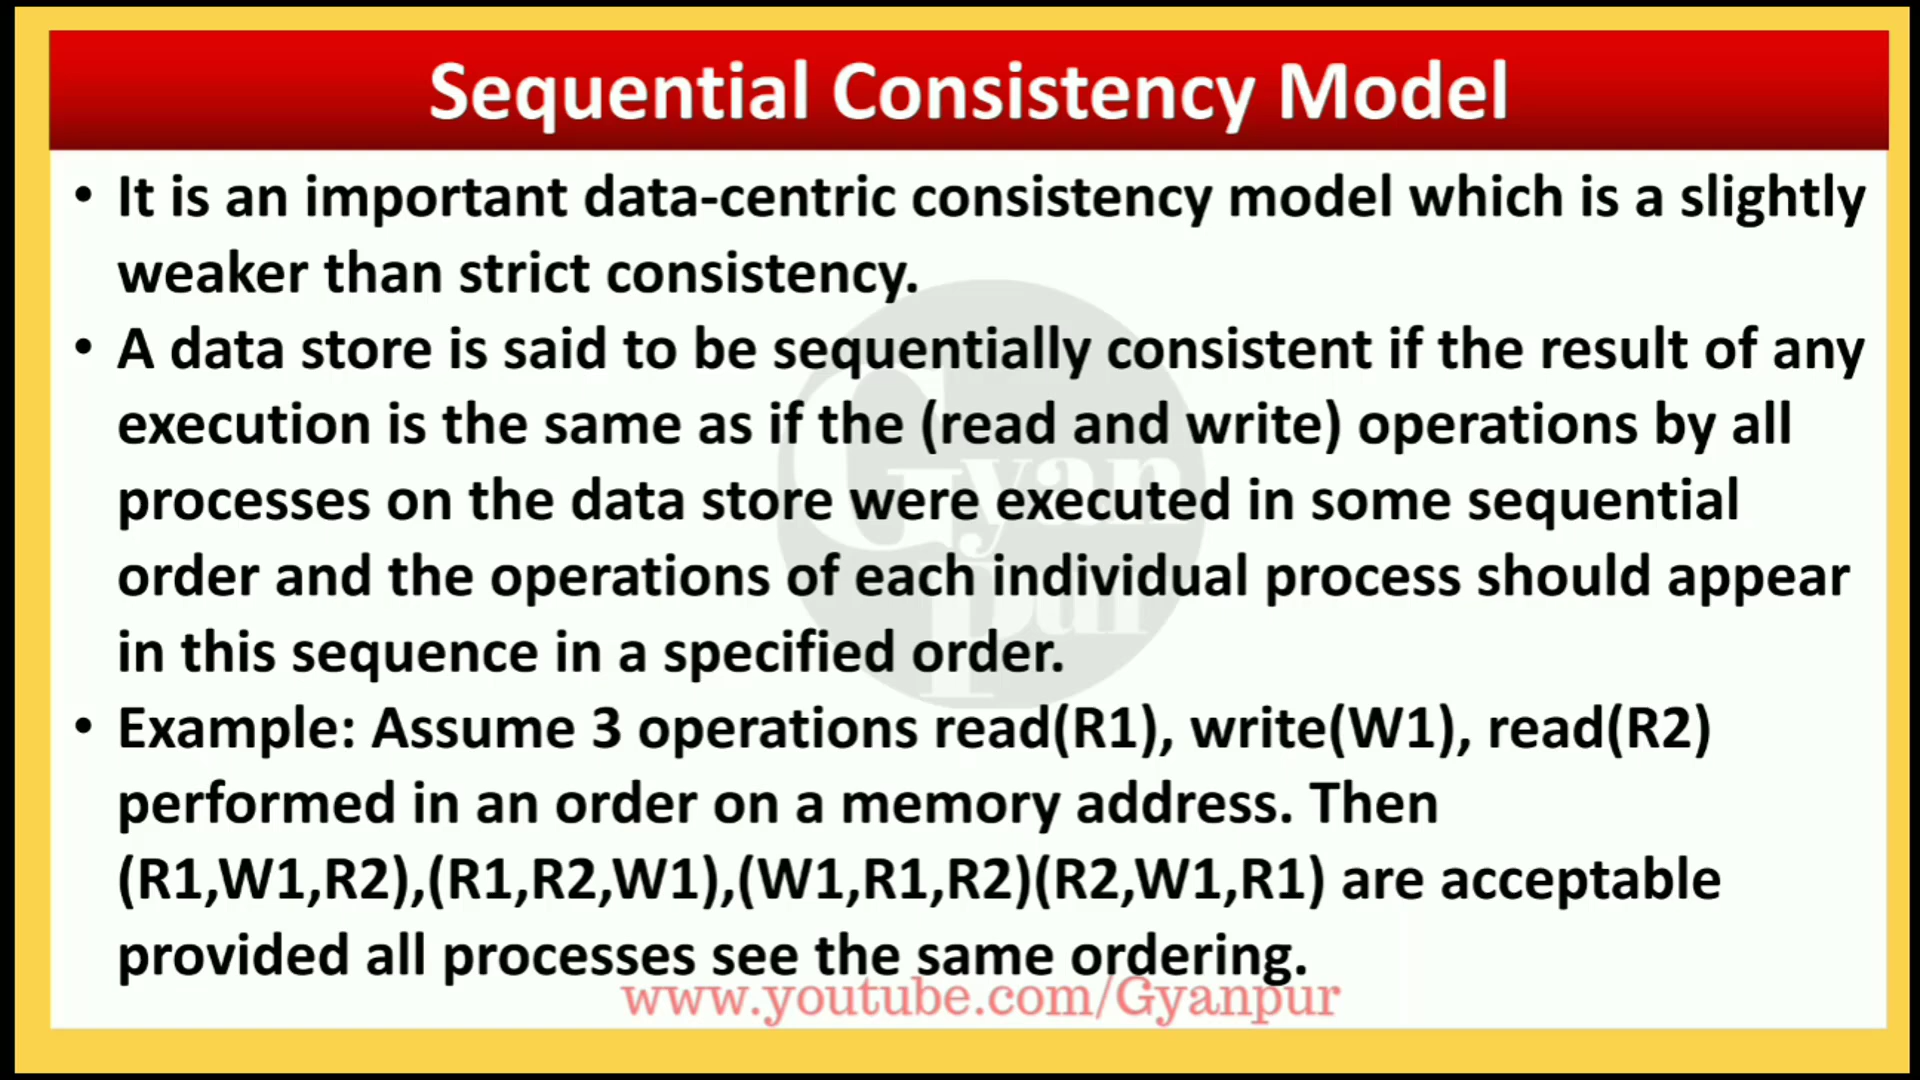 Sequential Consistency Model
• It is an important data-centric consistency model which is a slightly
weaker than strict consistency.
• A data store is said to be sequentially consistent if the result of any
execution is the same as if the (read and write) operations by all
processes on the data store were executed in some sequential
order and the operations of each individual process should appear
in this sequence in a specified order.
• Example: Assume 3 operations read(R1), write(W1), read(R2)
performed in an order on a memory address. Then
(R1,W1,R2),(R1,R2,W1),(W1,R1,R2)(R2,W1,R1) are acceptable
provided all processes see the same ordering.
www.youtube.com/Gyanpur
Gyan
Pur